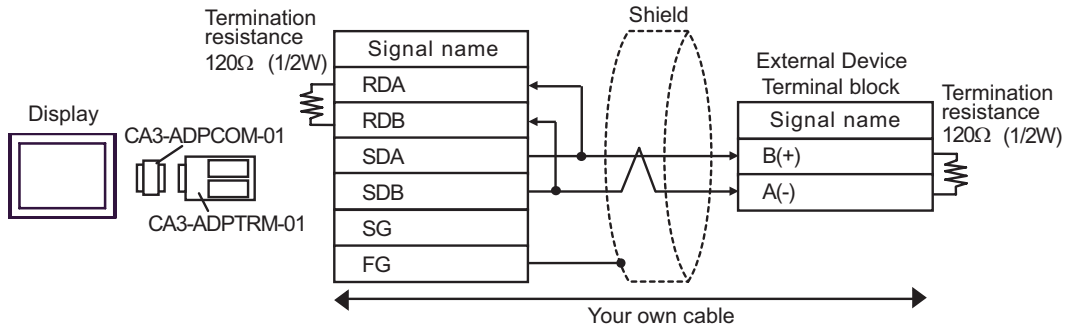 Termination
resistance
120Ω (1/2W)
Display
CA3-ADPCOM-01
CA3-ADPTRM-01
Signal name
RDA
RDB
SDA
SDB
SG
FG
Shield
External Device
Terminal block
Signal name
B(+)
A(-)
Termination
resistance
120Ω (1/2W)
Your own cable